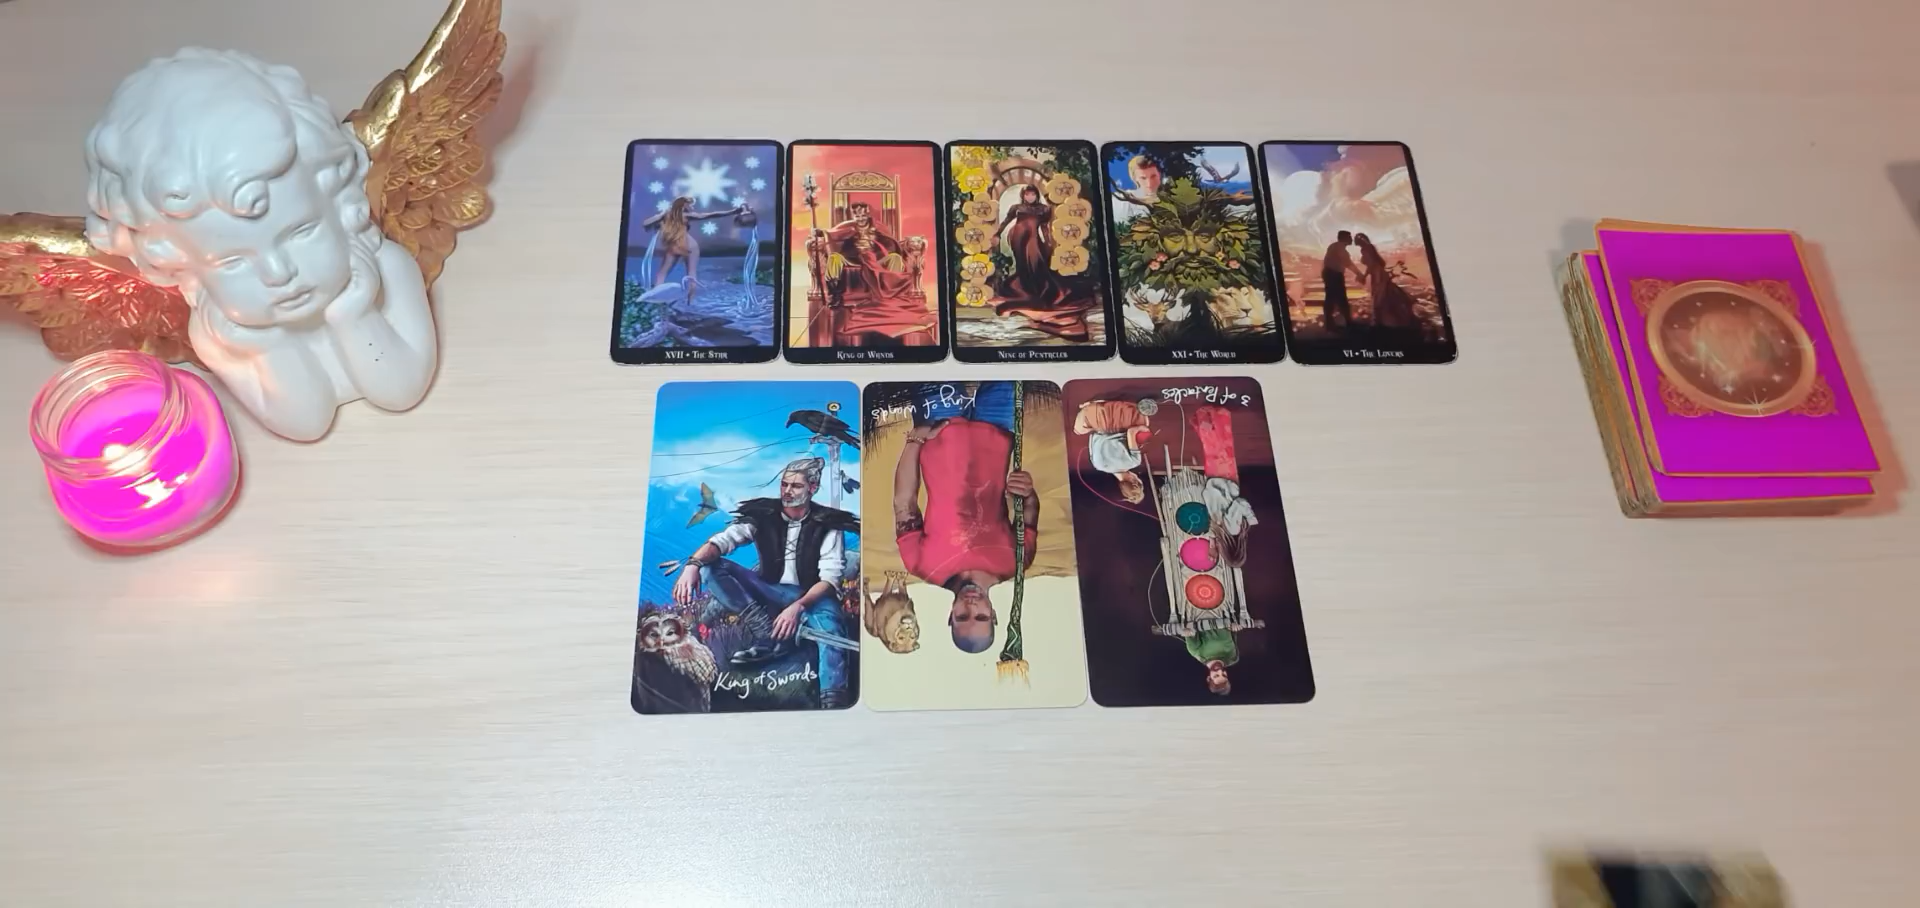 XVII • The Star
King of Wands
Nine of Pentacles
XXI • The World
VI • The Lovers
King of Swords
King of Wands
3 of Pentacles